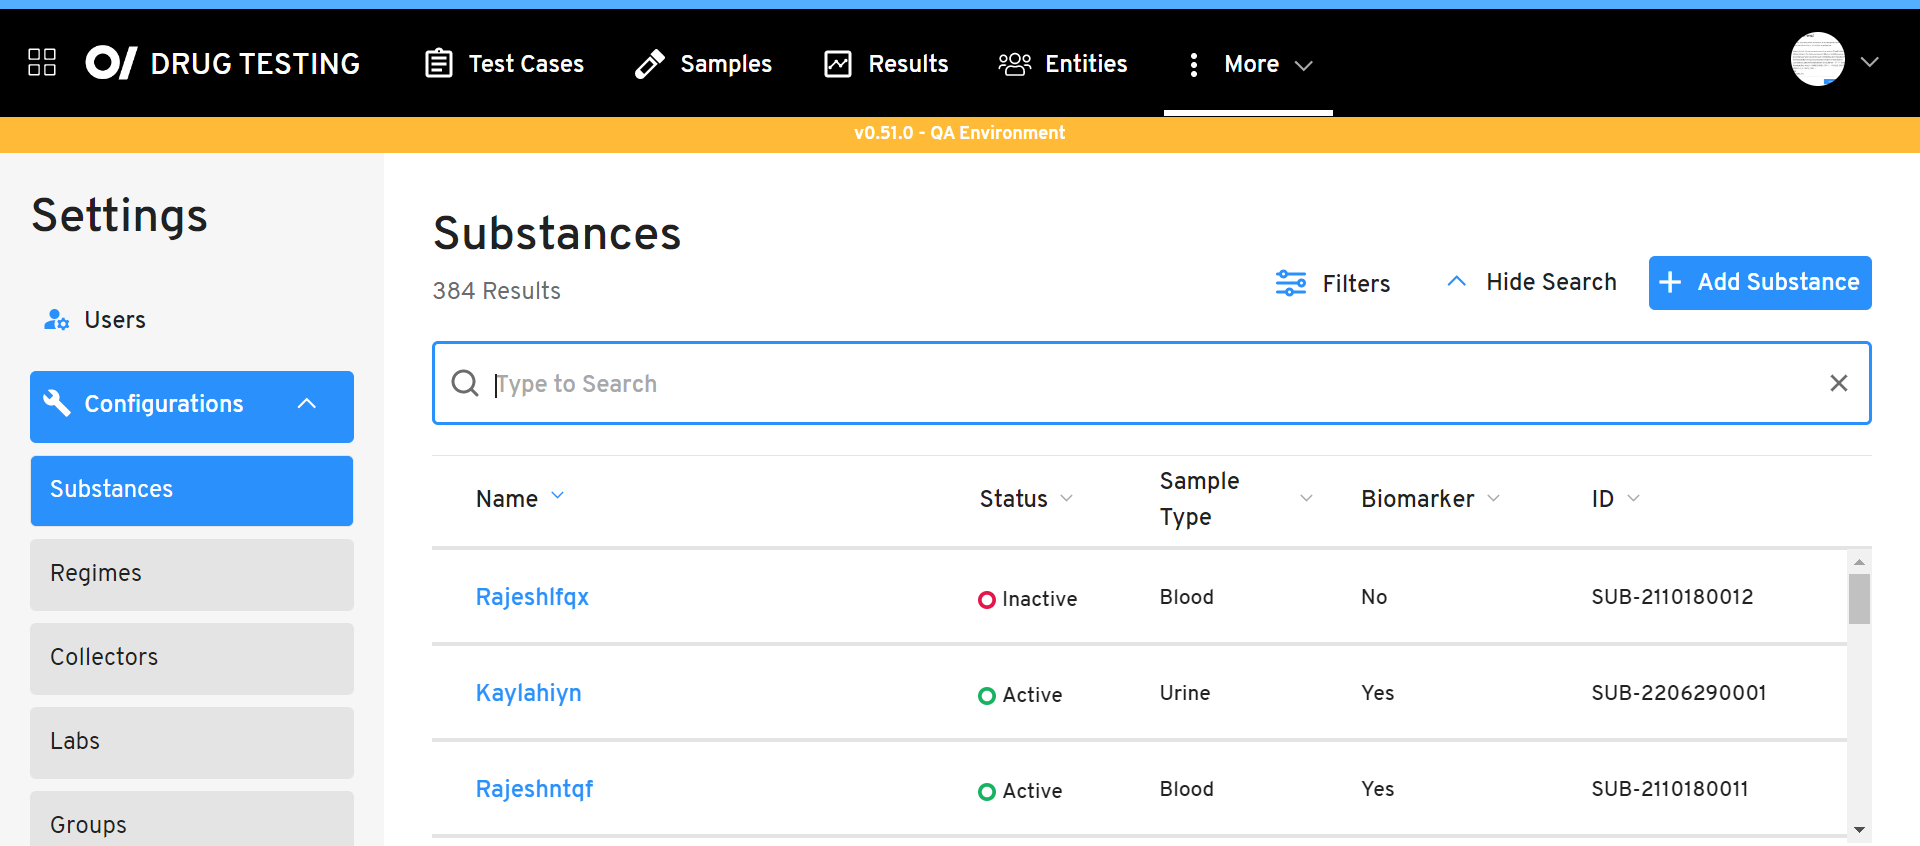 DRUG TESTING
Test Cases
Samples
Results
Entities
More
v0.51.0 - QA Environment
Settings
Users
Configurations
Substances
Regimes
Collectors
Labs
Groups
Substances
384 Results
Filters
Hide Search
Add Substance
Type to Search
Name
Status
Sample
Type
Biomarker
ID
Rajeshlfqx
Inactive
Blood
No
SUB-2110180012
Kaylahiyn
Active
Urine
Yes
SUB-2206290001
Rajeshntqf
Active
Blood
Yes
SUB-2110180011